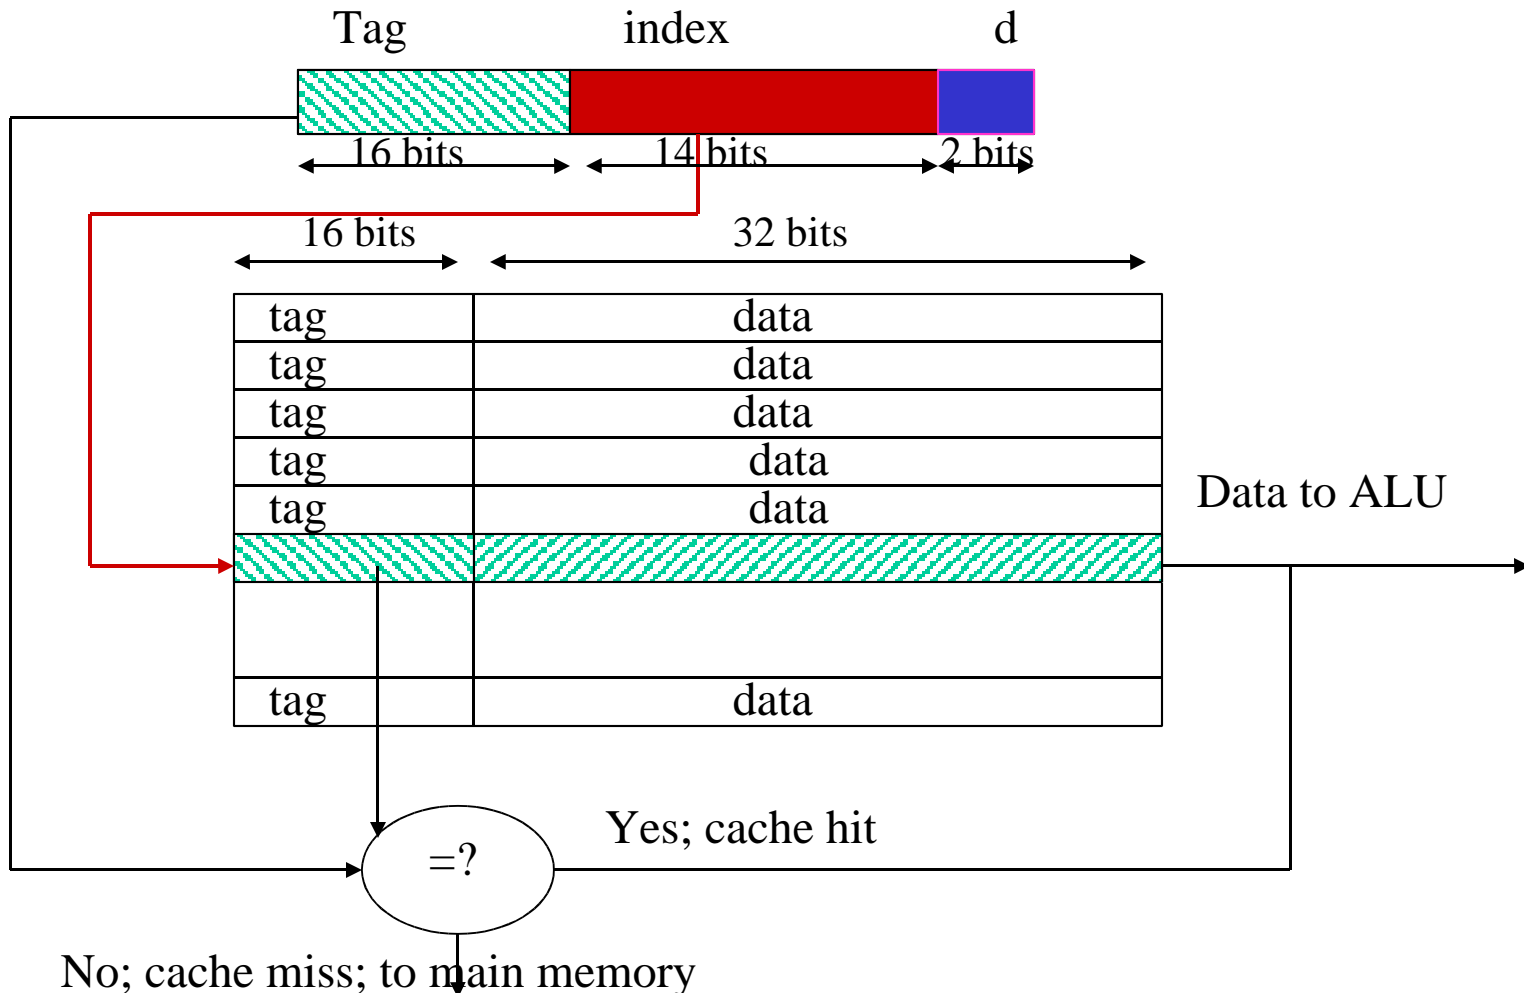 Tag index d
16 bits 14 bits 2 bits
16 bits 32 bits
tag data
tag data
tag data
tag data
tag data
Data to ALU
tag data
Yes; cache hit
=?
No; cache miss; to main memory